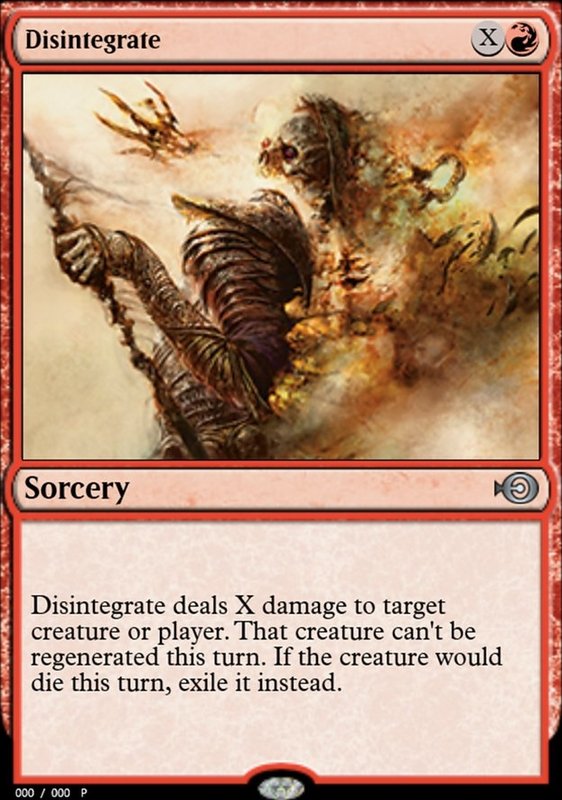 Disintegrate X
Sorcery
Disintegrate deals X damage to target
creature or player. That creature can't be
regenerated this turn. If the creature would
die this turn, exile it instead.
000 / 000 P